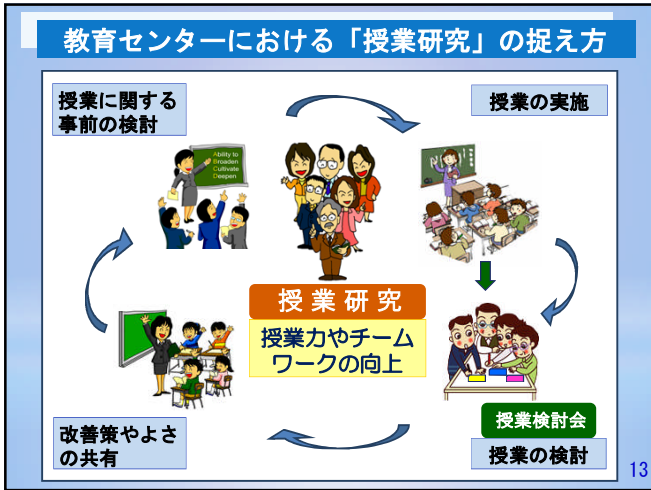 教育センターにおける「授業研究」の捉え方
授業に関する
事前の検討
授業の実施
Ability to
Broaden
Cultivate
Deepen
授業研究
授業力やチーム
ワークの向上
授業検討会
授業の検討
改善策やよさ
の共有
13